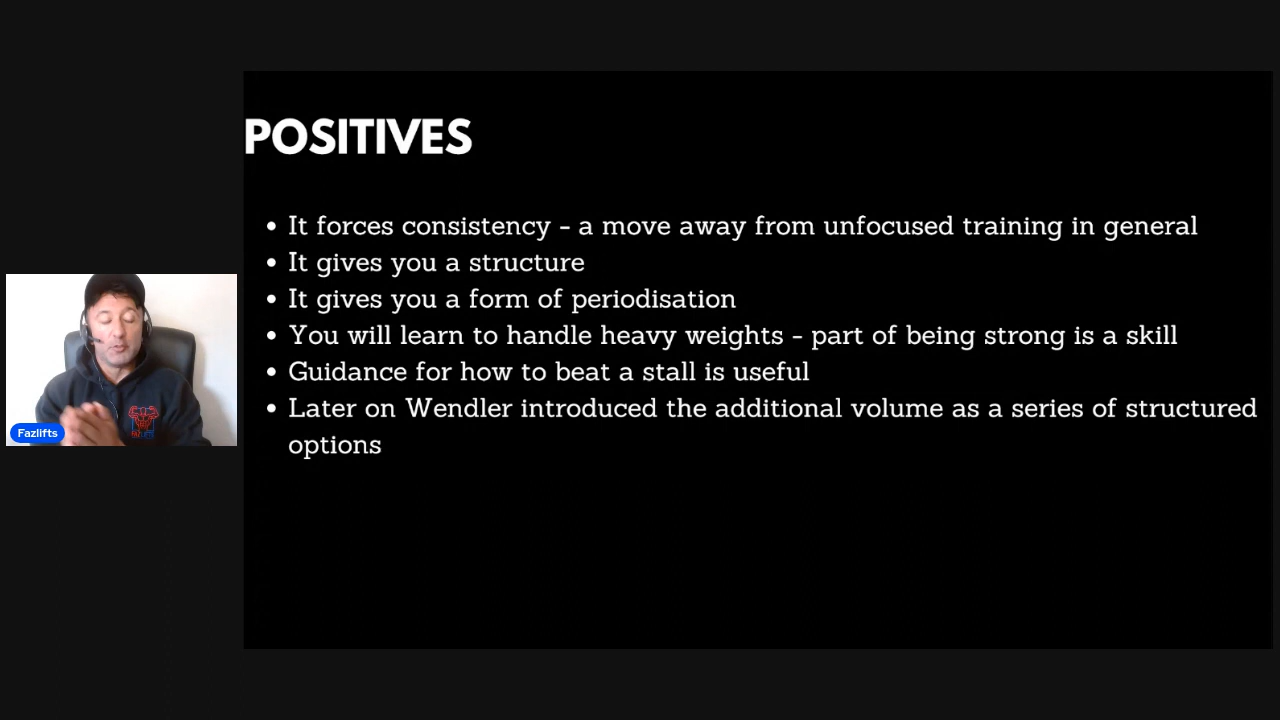 POSITIVES
• It forces consistency - a move away from unfocused training in general
• It gives you a structure
• It gives you a form of periodisation
• You will learn to handle heavy weights - part of being strong is a skill
• Guidance for how to beat a stall is useful
• Later on Wendler introduced the additional volume as a series of structured
options
Fazlifts